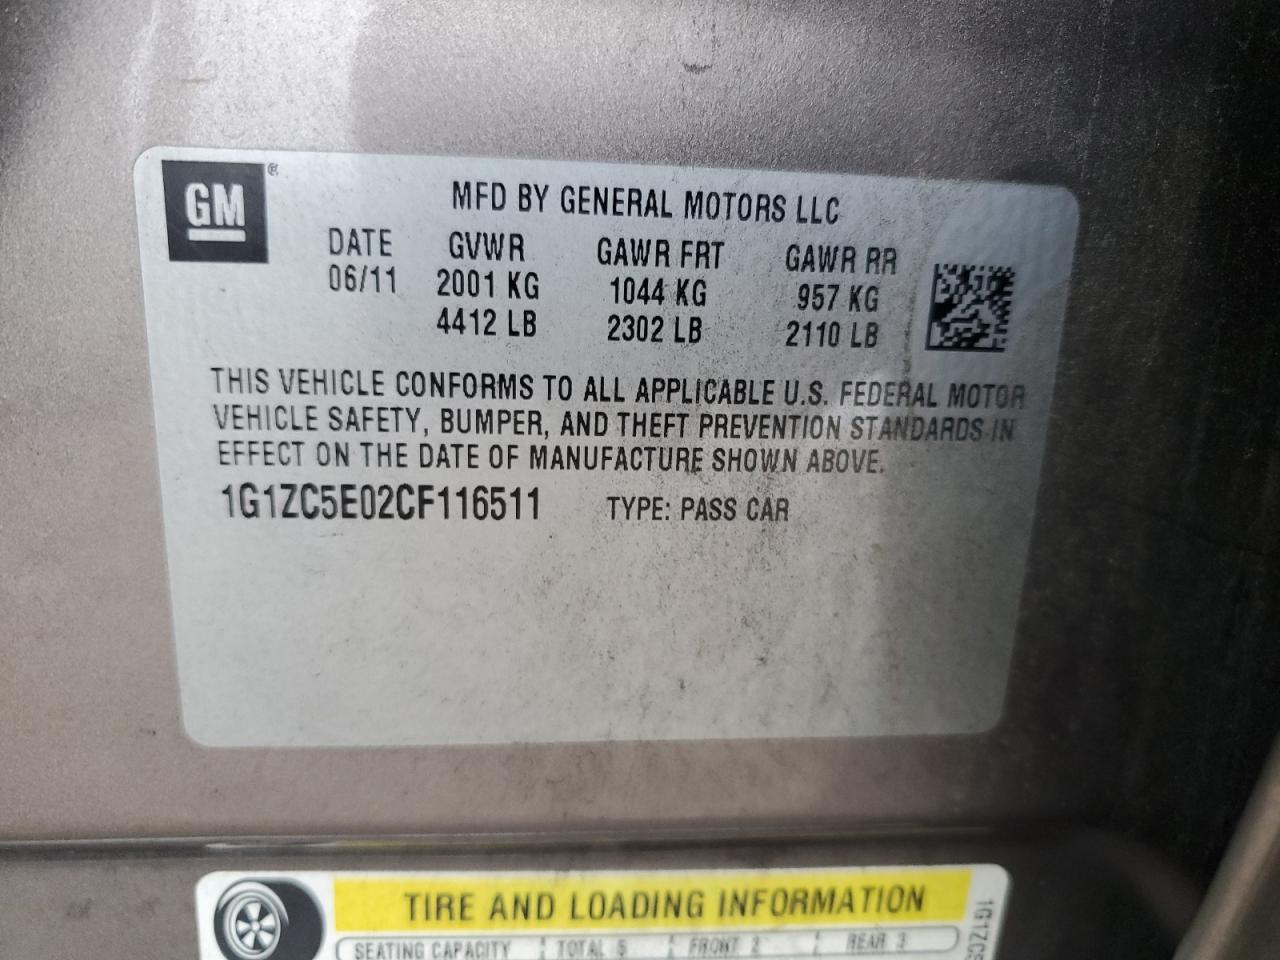 GM ®
MFD BY GENERAL MOTORS LLC
DATE GVWR GAWR FRT GAWR RR
06/11 2001 KG 1044 KG 957 KG
4412 LB 2302 LB 2110 LB
THIS VEHICLE CONFORMS TO ALL APPLICABLE U.S. FEDERAL MOTOR
VEHICLE SAFETY, BUMPER, AND THEFT PREVENTION STANDARDS IN
EFFECT ON THE DATE OF MANUFACTURE SHOWN ABOVE.
1G1ZC5E02CF116511 TYPE: PASS CAR
TIRE AND LOADING INFORMATION
SEATING CAPACITY TOTAL 5 FRONT 2 REAR 3
1G1ZC5